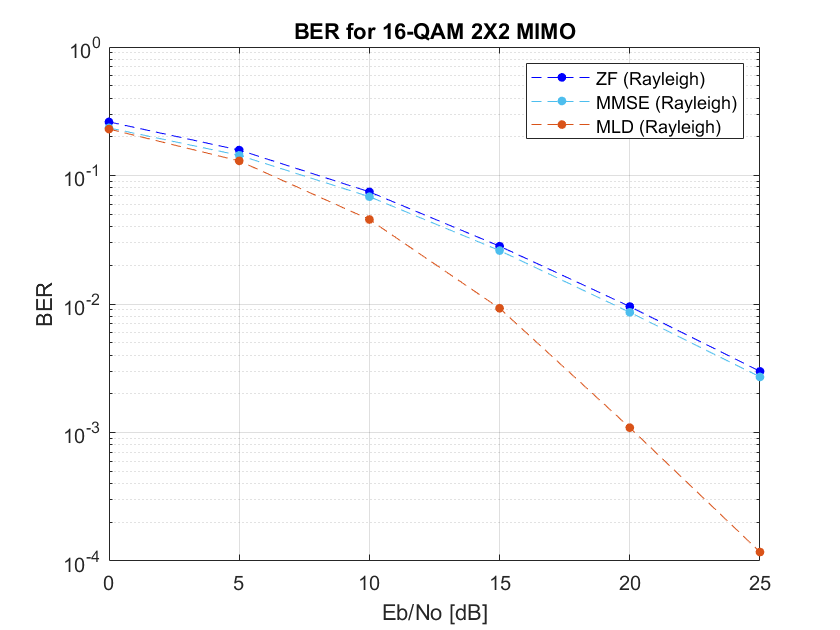 BER for 16-QAM 2X2 MIMO
10^0
10^-1
10^-2
10^-3
10^-4
BER
ZF (Rayleigh)
MMSE (Rayleigh)
MLD (Rayleigh)
0 5 10 15 20 25
Eb/No [dB]